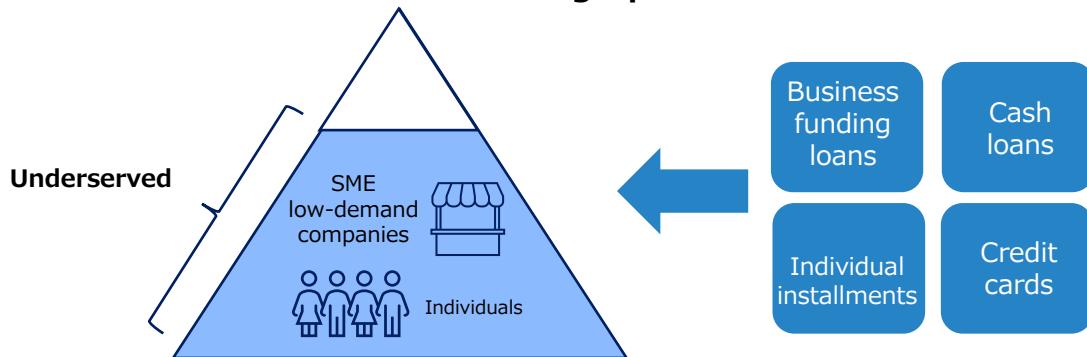 Underserved
SME
low-demand
companies
Individuals
Business
funding
loans
Cash
loans
Individual
installments
Credit
cards